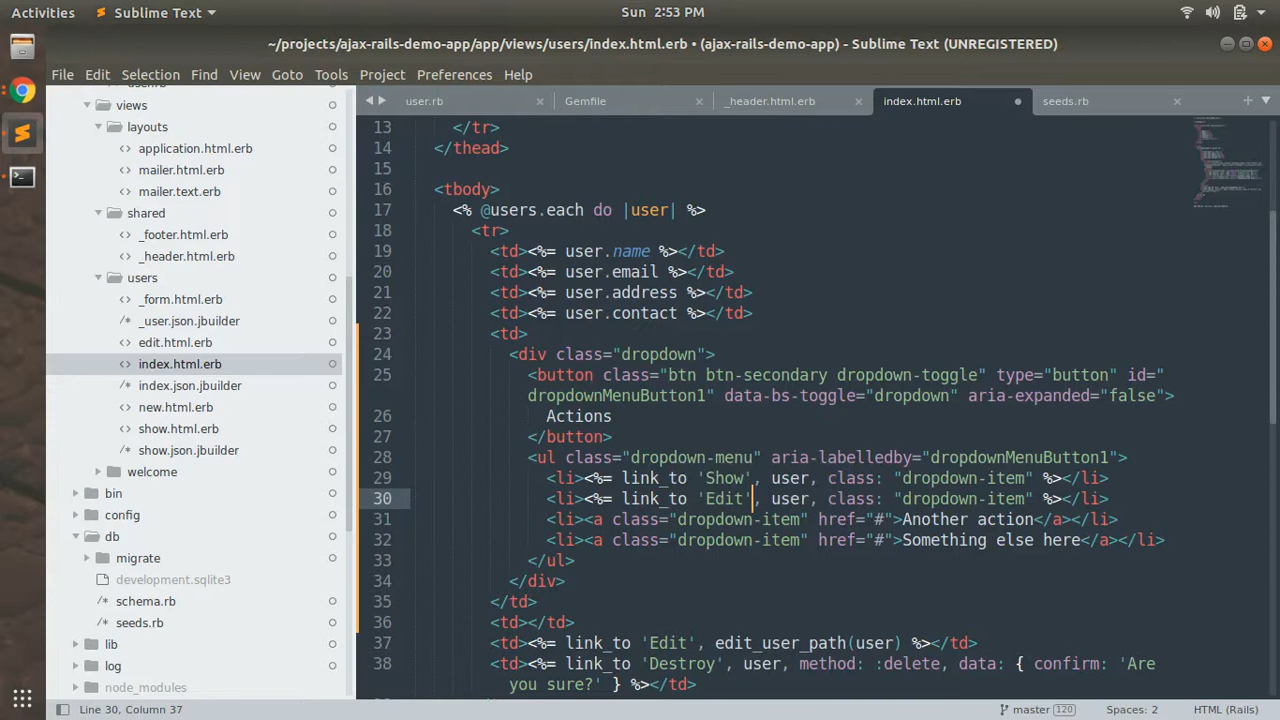 Activities
Sublime Text
Sun 2:53 PM
~/projects/ajax-rails-demo-app/app/views/users/index.html.erb • (ajax-rails-demo-app) - Sublime Text (UNREGISTERED)
File Edit Selection Find View Goto Tools Project Preferences Help
user.rb
Gemfile
_header.html.erb
index.html.erb
seeds.rb
views
layouts
application.html.erb
mailer.html.erb
mailer.text.erb
shared
_footer.html.erb
_header.html.erb
users
_form.html.erb
_user.json.jbuilder
edit.html.erb
index.html.erb
index.json.jbuilder
new.html.erb
show.html.erb
show.json.jbuilder
welcome
bin
config
db
migrate
development.sqlite3
schema.rb
seeds.rb
lib
log
node_modules
13 </tr>
14 </thead>
15
16 <tbody>
17 <% @users.each do |user| %>
18 <tr>
19 <td><%= user.name %></td>
20 <td><%= user.email %></td>
21 <td><%= user.address %></td>
22 <td><%= user.contact %></td>
23 <td>
24 <div class="dropdown">
25 <button class="btn btn-secondary dropdown-toggle" type="button" id="
dropdownMenuButton1" data-bs-toggle="dropdown" aria-expanded="false">
26 Actions
27 </button>
28 <ul class="dropdown-menu" aria-labelledby="dropdownMenuButton1">
29 <li><%= link_to 'Show', user, class: "dropdown-item" %></li>
30 <li><%= link_to 'Edit', user, class: "dropdown-item" %></li>
31 <li><a class="dropdown-item" href="#">Another action</a></li>
32 <li><a class="dropdown-item" href="#">Something else here</a></li>
33 </ul>
34 </div>
35 </td>
36 <td></td>
37 <td><%= link_to 'Edit', edit_user_path(user) %></td>
38 <td><%= link_to 'Destroy', user, method: :delete, data: { confirm: 'Are
you sure?' } %></td>
Line 30, Column 37
master 120
Spaces: 2
HTML (Rails)